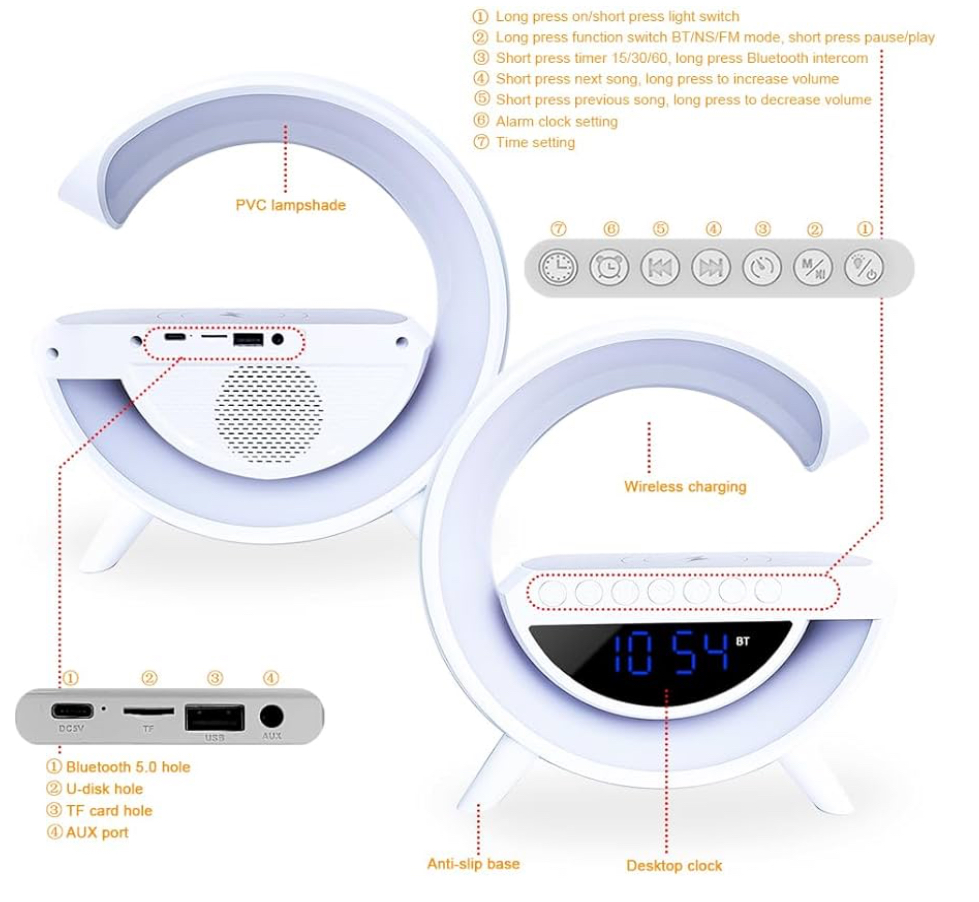 ① Long press on/short press light switch
② Long press function switch BT/NS/FM mode, short press pause/play
③ Short press timer 15/30/60, long press Bluetooth intercom
④ Short press next song, long press to increase volume
⑤ Short press previous song, long press to decrease volume
⑥ Alarm clock setting
⑦ Time setting
PVC lampshade
⑦ ⑥ ⑤ ④ ③ ② ①
M
Wireless charging
10 54 BT
① ② ③ ④
DC5V TF USB AUX
① Bluetooth 5.0 hole
② U-disk hole
③ TF card hole
④ AUX port
Anti-slip base
Desktop clock